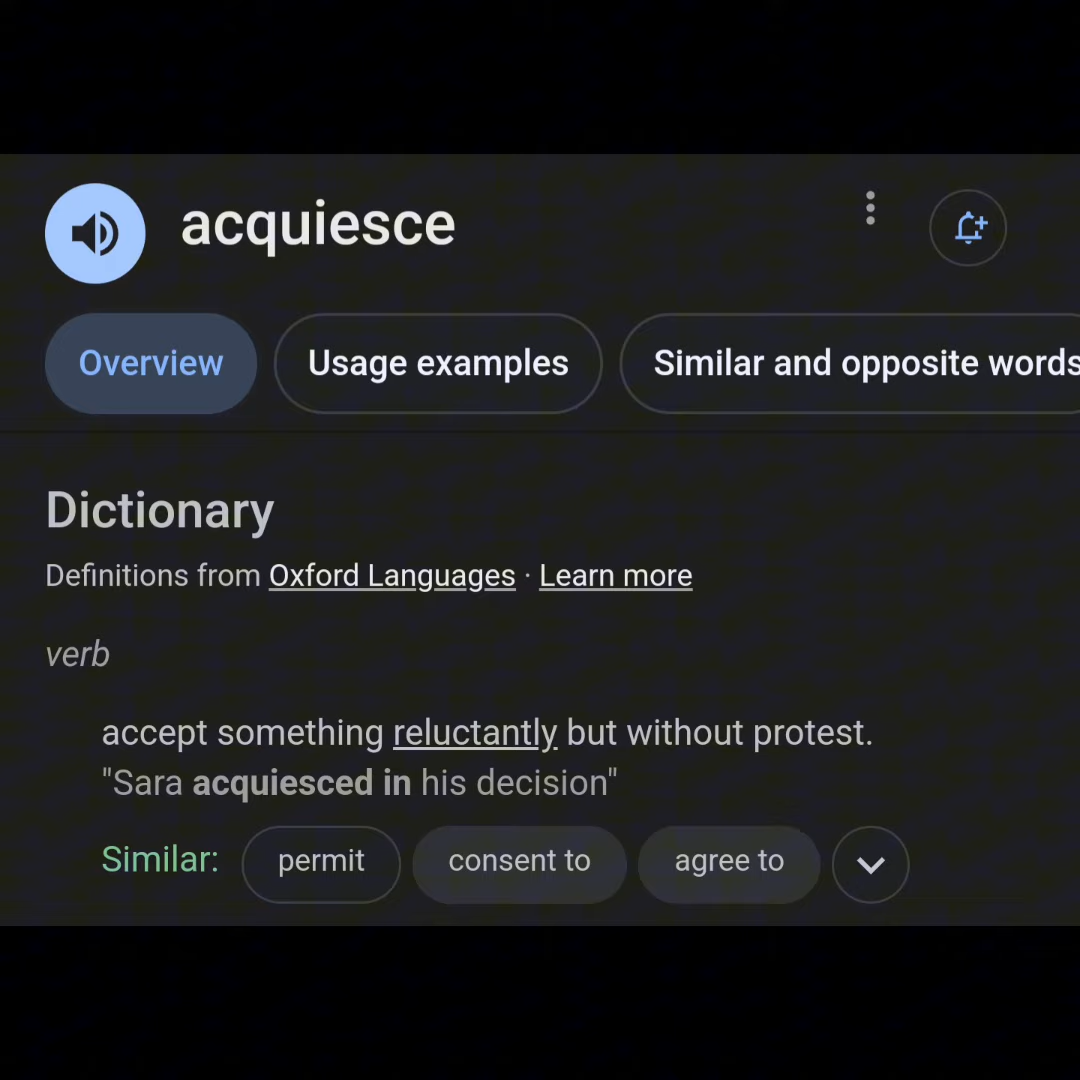 acquiesce
Overview Usage examples Similar and opposite words
Dictionary
Definitions from Oxford Languages · Learn more
verb
accept something reluctantly but without protest.
"Sara acquiesced in his decision"
Similar: permit consent to agree to